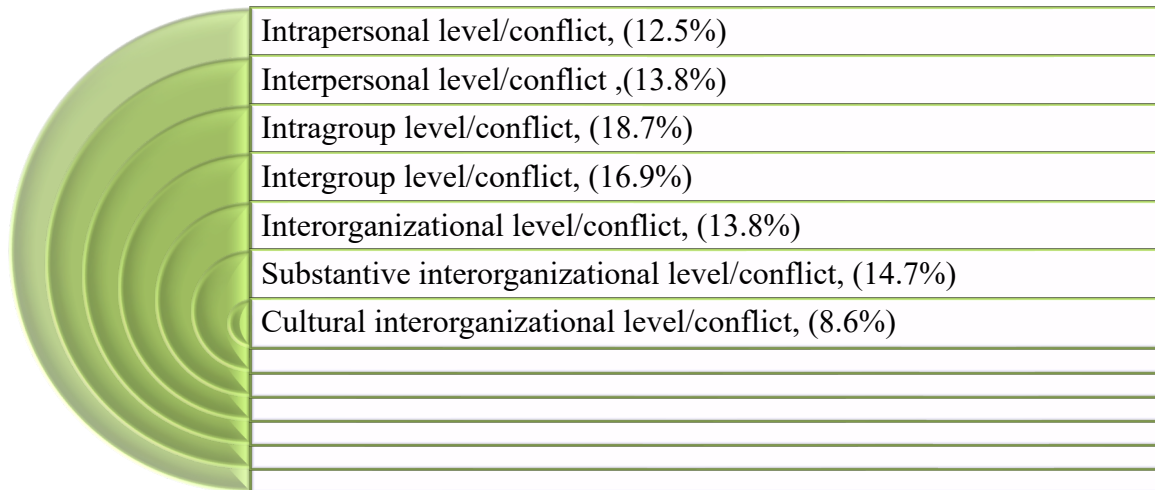 Intrapersonal level/conflict, (12.5%)
Interpersonal level/conflict ,(13.8%)
Intragroup level/conflict, (18.7%)
Intergroup level/conflict, (16.9%)
Interorganizational level/conflict, (13.8%)
Substantive interorganizational level/conflict, (14.7%)
Cultural interorganizational level/conflict, (8.6%)